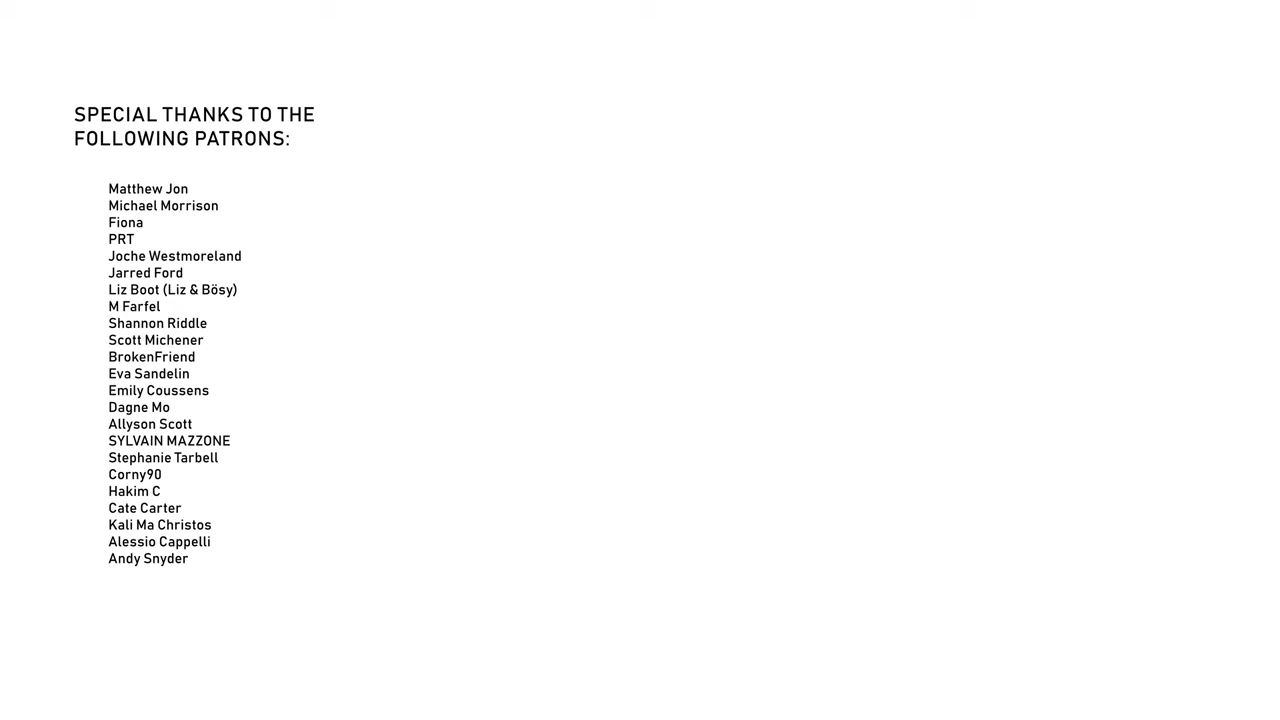 SPECIAL THANKS TO THE
FOLLOWING PATRONS:
Matthew Jon
Michael Morrison
Fiona
PRT
Joche Westmoreland
Jarred Ford
Liz Boot (Liz & Bösy)
M Farfel
Shannon Riddle
Scott Michener
BrokenFriend
Eva Sandelin
Emily Coussens
Dagne Mo
Allyson Scott
SYLVAIN MAZZONE
Stephanie Tarbell
Corny90
Hakim C
Cate Carter
Kali Ma Christos
Alessio Cappelli
Andy Snyder